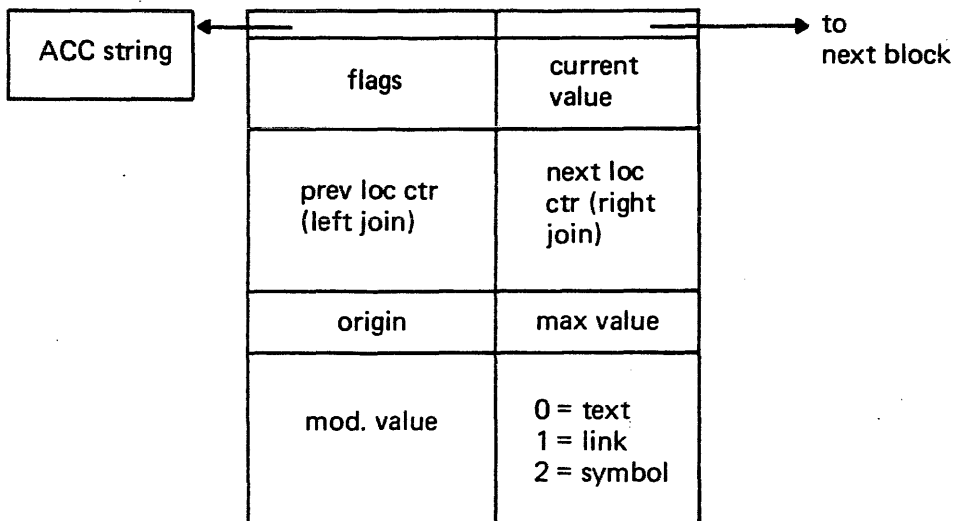 ACC string
to
next block
flags
current
value
prev loc ctr
(left join)
next loc
ctr (right
join)
origin
max value
mod. value
0 = text
1 = link
2 = symbol